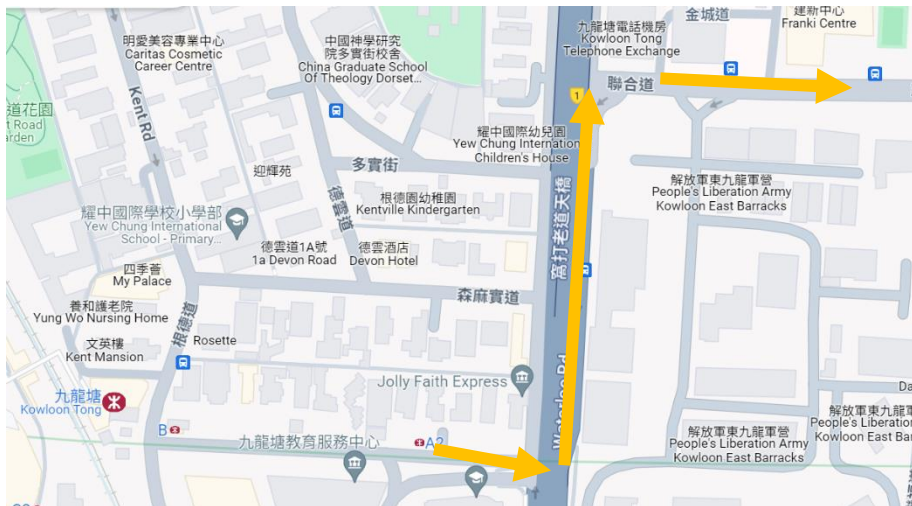 明愛美容專業中心
Caritas Cosmetic
Career Centre
中國神學研究
院多實街校舍
China Graduate School
Of Theology Dorset...
九龍塘電話機房
Kowloon Tong
Telephone Exchange
金城道
建新中心
Franki Centre
Kent Rd
道花園
t Road
arden
聯合道
1
耀中國際幼兒園
Yew Chung International
Children's House
多實街
迎輝苑
德雲道
根德園幼稚園
Kentville Kindergarten
解放軍東九龍軍營
People's Liberation Army
Kowloon East Barracks
耀中國際學校小學部
Yew Chung International
School - Primary...
德雲道1A號
1a Devon Road
德雲酒店
Devon Hotel
窩打老道天橋
四季薈
My Palace
森麻實道
養和護老院
Yung Wo Nursing Home
根德道
Rosette
文英樓
Kent Mansion
Jolly Faith Express
Waterloo Rd
九龍塘
Kowloon Tong
Da
B
九龍塘教育服務中心
A2
解放軍東九龍軍營
People's Liberation Army
Kowloon East Barracks
解放軍東九龍軍
People's Liberation
Kowloon East Bar